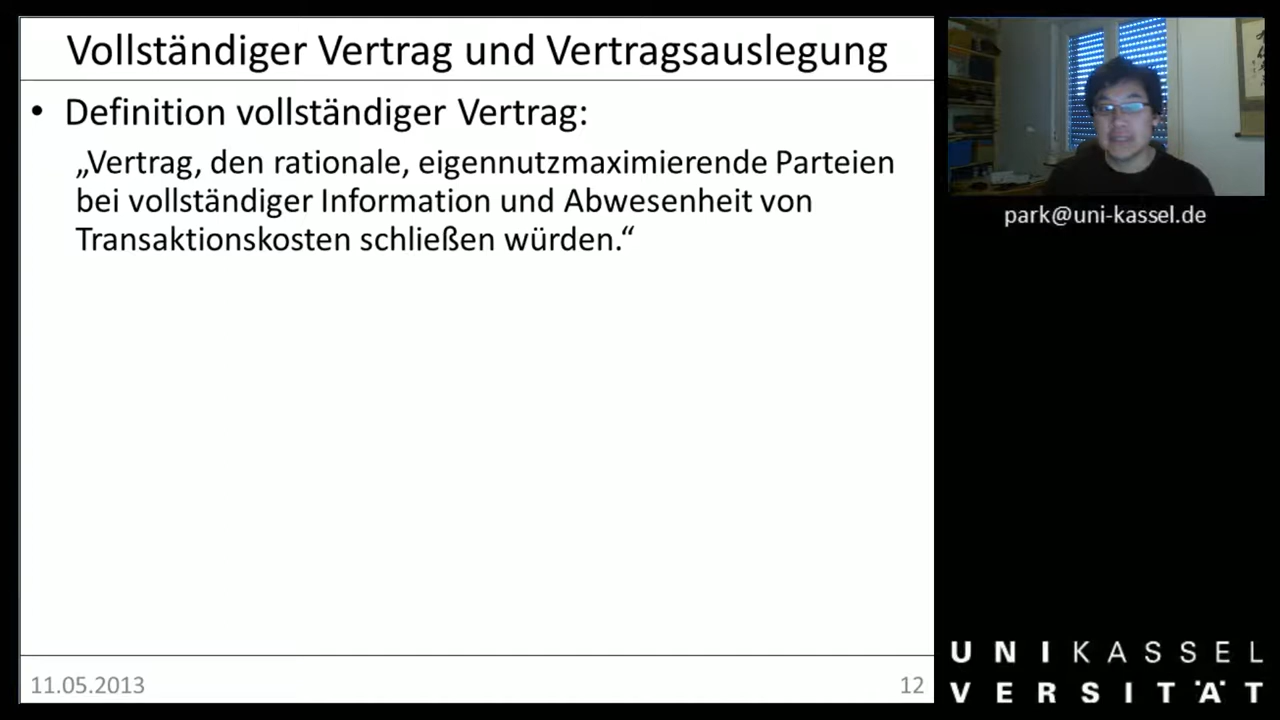 Vollständiger Vertrag und Vertragsauslegung
• Definition vollständiger Vertrag:
„Vertrag, den rationale, eigennutzmaximierende Parteien
bei vollständiger Information und Abwesenheit von
Transaktionskosten schließen würden.“
11.05.2013
12
park@uni-kassel.de
UNIKASSEL
VERSITÄT